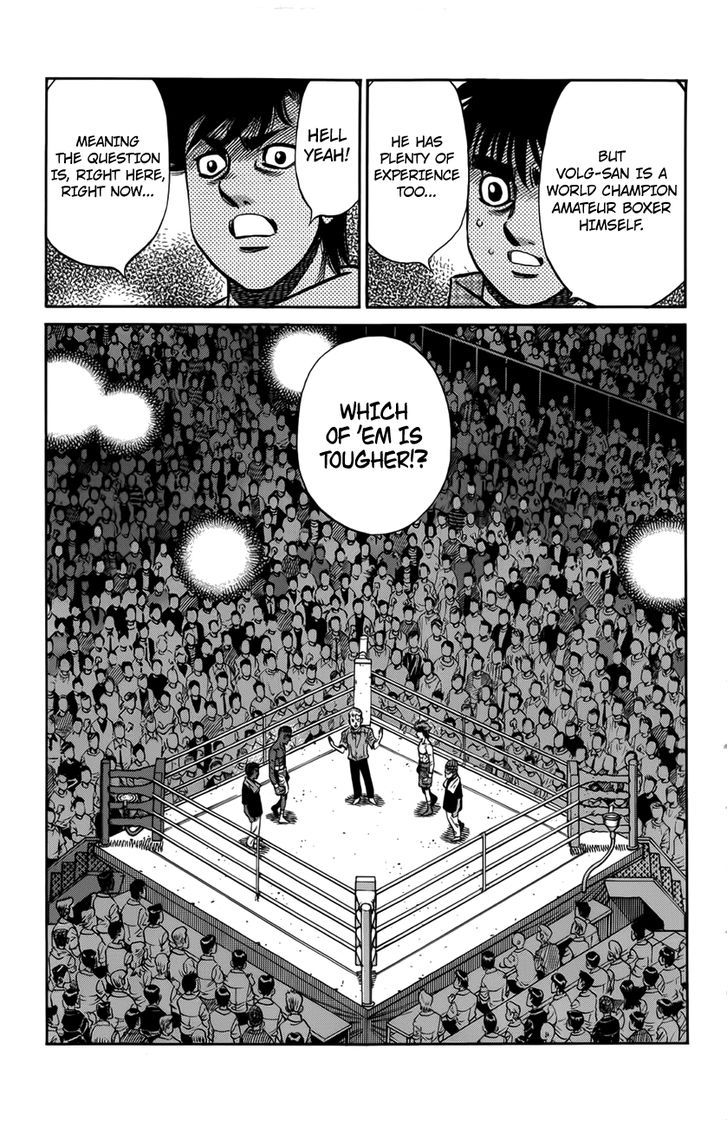 BUT
VOLG-SAN IS A
WORLD CHAMPION
AMATEUR BOXER
HIMSELF.
HE HAS
PLENTY OF
EXPERIENCE
TOO...
HELL
YEAH!
MEANING
THE QUESTION
IS, RIGHT HERE,
RIGHT NOW...
WHICH
OF 'EM IS
TOUGHER!?